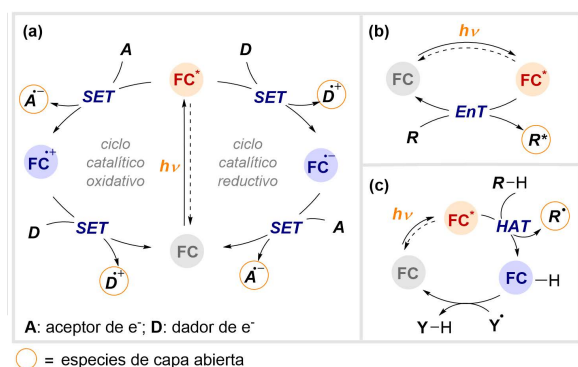 (a)
A
FC*
D
SET
SET
A•−
D•+
FC•+
ciclo
catalítico
oxidativo
hν
ciclo
catalítico
reductivo
FC•−
D
SET
FC
SET
A
D•+
A•−
A: aceptor de e-; D: dador de e-
(b)
hν
FC
FC*
EnT
R
R*
(c)
R–H
hν
FC*
HAT
R•
FC
FC–H
Y–H
Y•
= especies de capa abierta